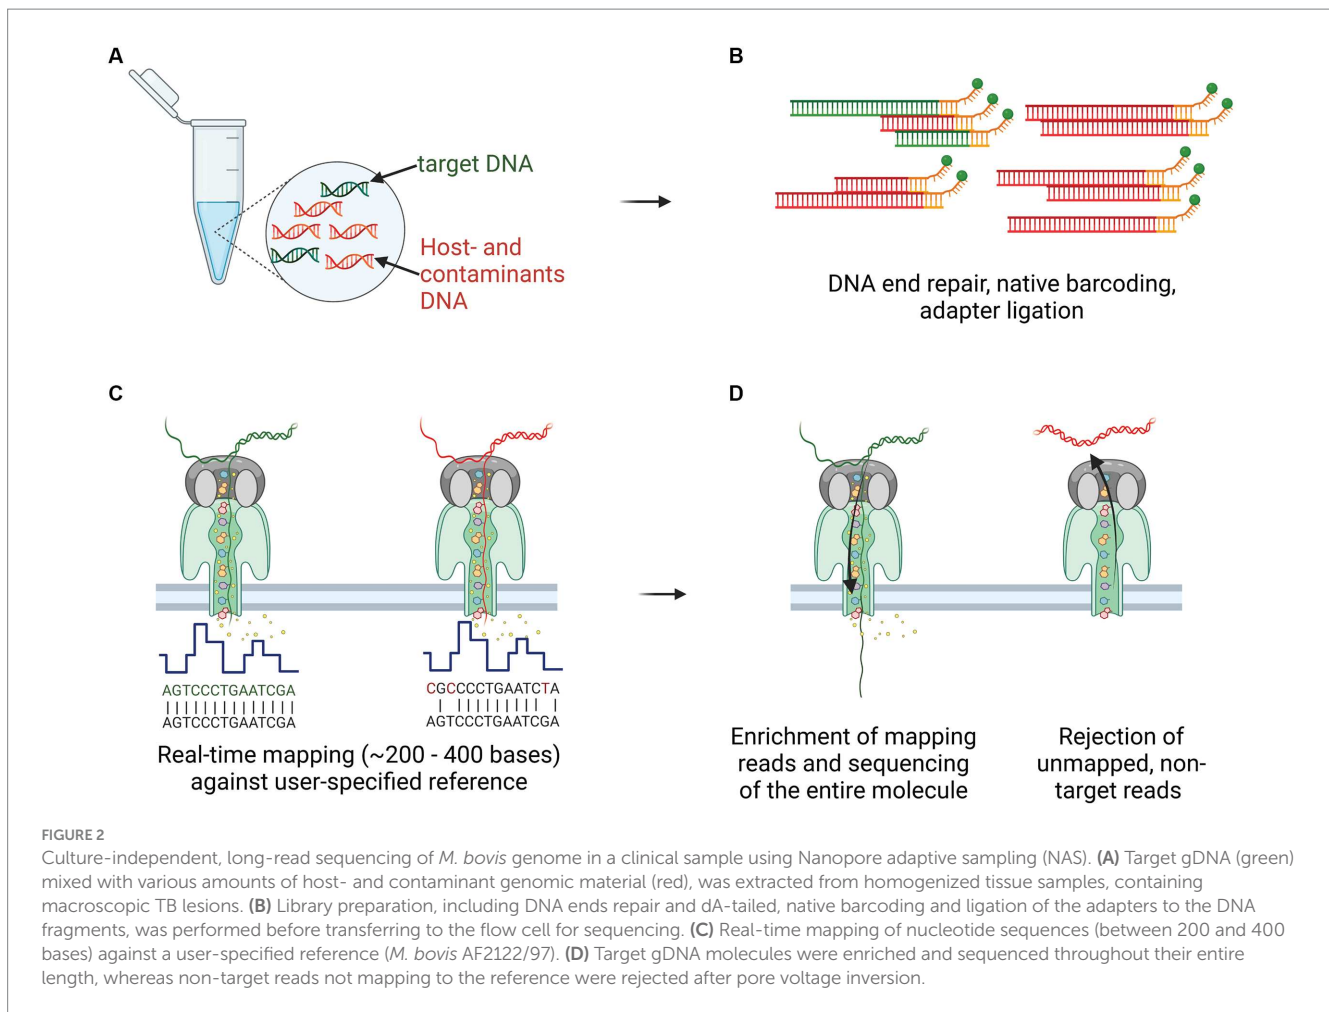 A
target DNA
Host- and
contaminants
DNA
B
DNA end repair, native barcoding,
adapter ligation
C
AGTCCCTGAATCGA
AGTCCCTGAATCGA
CGCCCCTGAATCTA
AGTCCCTGAATCGA
Real-time mapping (~200 - 400 bases)
against user-specified reference
D
Enrichment of mapping
reads and sequencing
of the entire molecule
Rejection of
unmapped, non-
target reads
FIGURE 2
Culture-independent, long-read sequencing of M. bovis genome in a clinical sample using Nanopore adaptive sampling (NAS). (A) Target gDNA (green)
mixed with various amounts of host- and contaminant genomic material (red), was extracted from homogenized tissue samples, containing
macroscopic TB lesions. (B) Library preparation, including DNA ends repair and dA-tailed, native barcoding and ligation of the adapters to the DNA
fragments, was performed before transferring to the flow cell for sequencing. (C) Real-time mapping of nucleotide sequences (between 200 and 400
bases) against a user-specified reference (M. bovis AF2122/97). (D) Target gDNA molecules were enriched and sequenced throughout their entire
length, whereas non-target reads not mapping to the reference were rejected after pore voltage inversion.